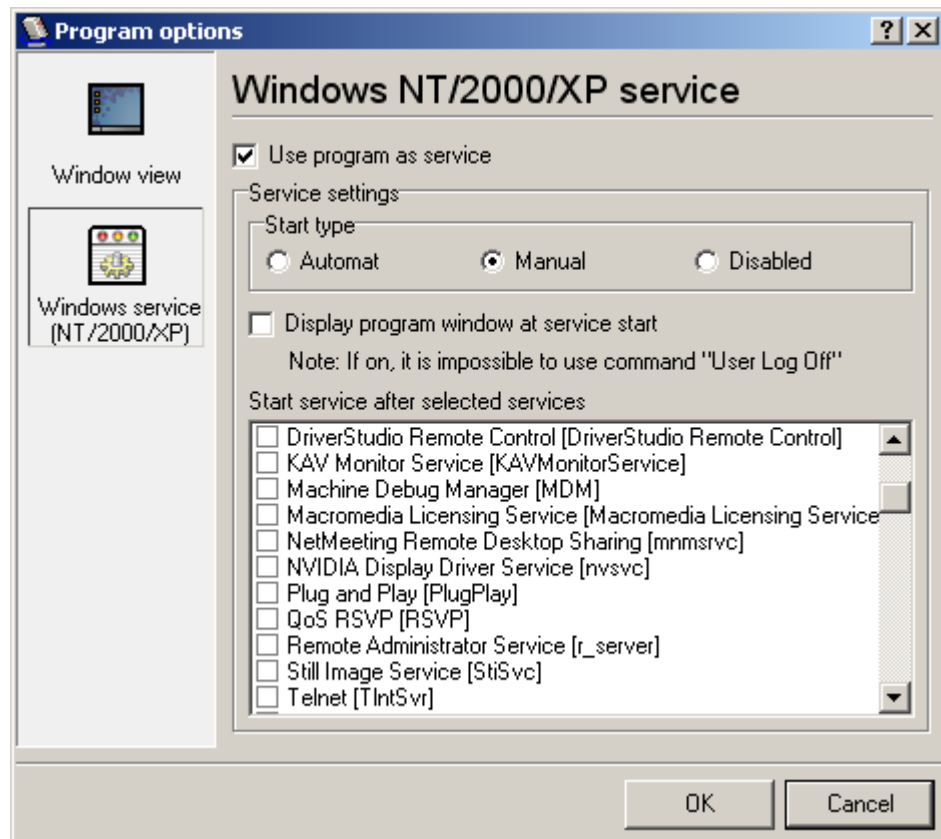 Program options
Window view
Windows service
(NT/2000/XP)
Windows NT/2000/XP service
Use program as service
Service settings
Start type
Automat
Manual
Disabled
Display program window at service start
Note: If on, it is impossible to use command "User Log Off"
Start service after selected services
DriverStudio Remote Control [DriverStudio Remote Control]
KAV Monitor Service [KAVMonitorService]
Machine Debug Manager [MDM]
Macromedia Licensing Service [Macromedia Licensing Service
NetMeeting Remote Desktop Sharing [mnmsrvc]
NVIDIA Display Driver Service [nvsvc]
Plug and Play [PlugPlay]
QoS RSVP [RSVP]
Remote Administrator Service [r_server]
Still Image Service [StiSvc]
Telnet [TlntSvr]
OK
Cancel